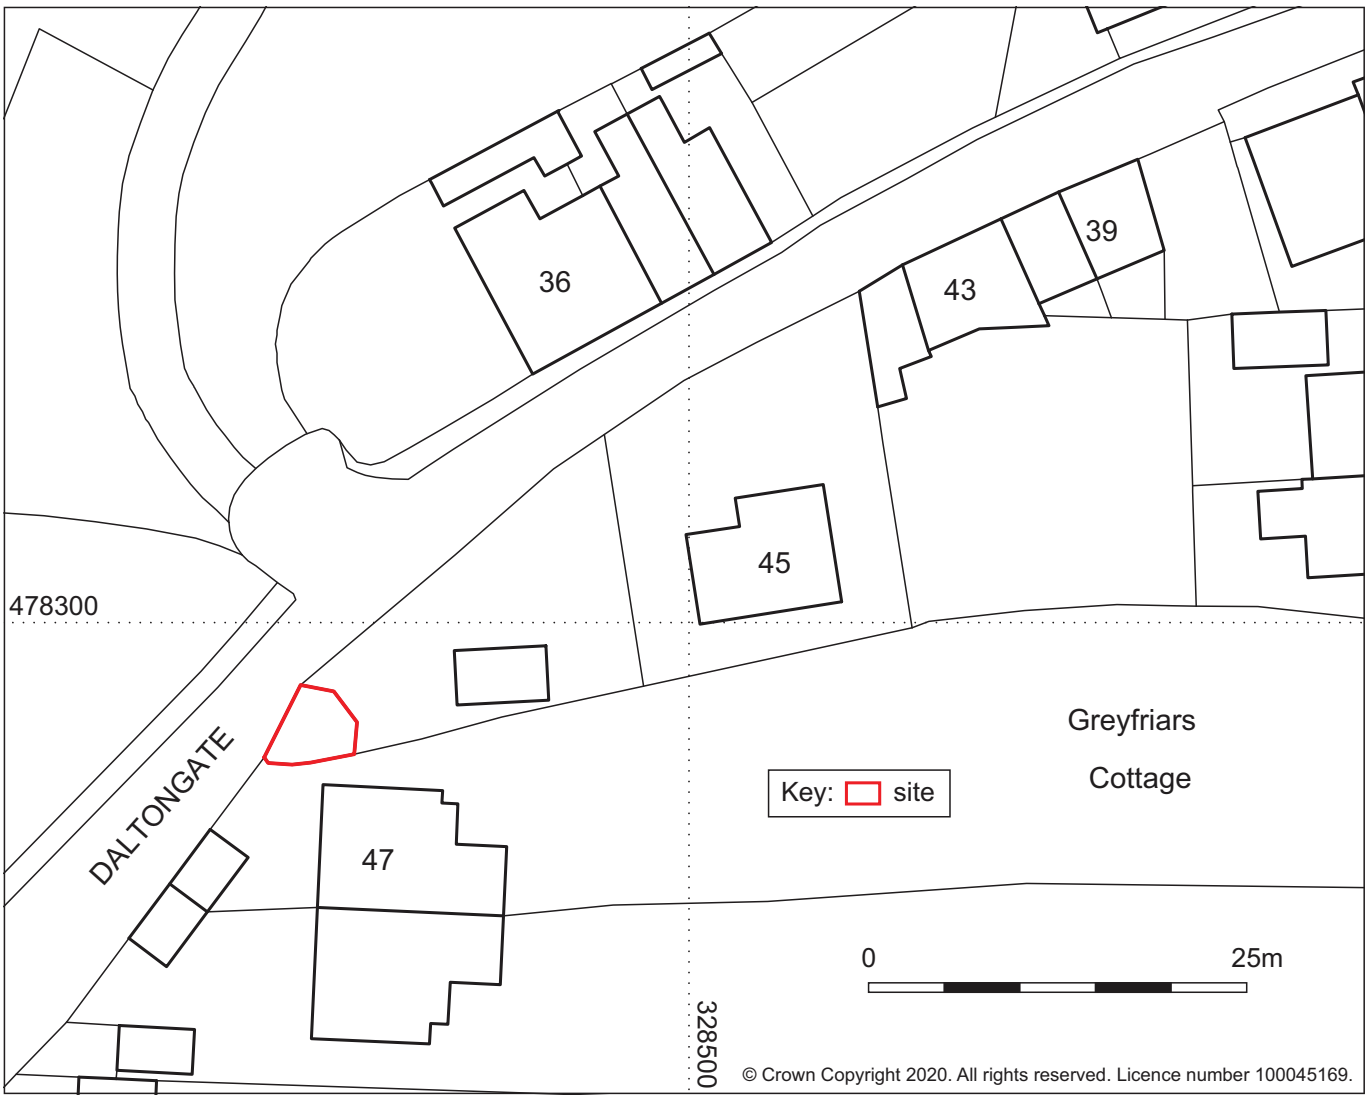 39
36
43
45
478300
Greyfriars
Cottage
DALTONGATE
Key: site
47
0 25m
328500
© Crown Copyright 2020. All rights reserved. Licence number 100045169.